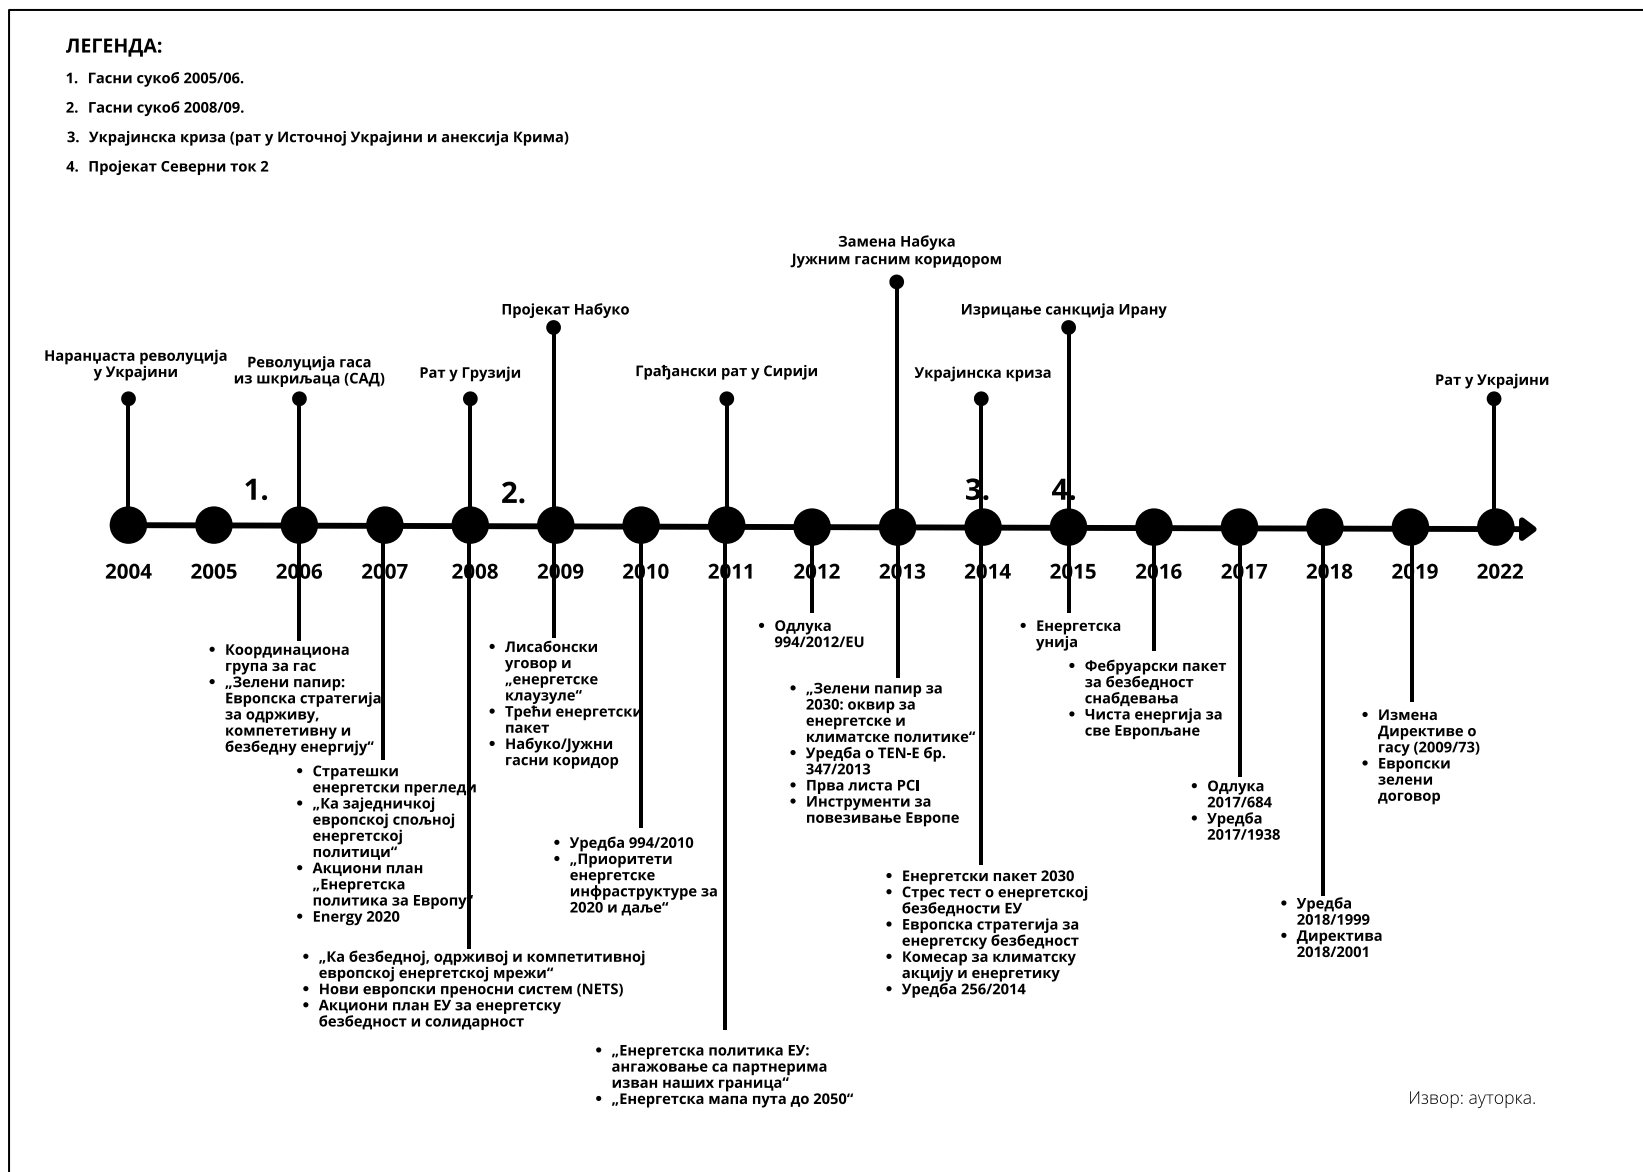 ЛЕГЕНДА:
1. Гасни сукоб 2005/06.
2. Гасни сукоб 2008/09.
3. Украјинска криза (рат у Источној Украјини и анексија Крима)
4. Пројекат Северни ток 2
Замена Набука
Јужним гасним коридором
Пројекат Набуко
Изрицање санкција Ирану
Наранџаста револуција
у Украјини
Револуција гаса
из шкриљаца (САД)
Рат у Грузији
Грађански рат у Сирији
Украјинска криза
Рат у Украјини
1.
2.
3.
4.
2004
2005
2006
2007
2008
2009
2010
2011
2012
2013
2014
2015
2016
2017
2018
2019
2022
• Координациона
група за гас
• „Зелени папир:
Европска стратегија
за одрживу,
компететивну и
безбедну енергију“
• Стратешки
енергетски прегледи
• „Ка заједничкој
европској спољној
енергетској
политици“
• Акциони план
„Енергетска
политика за Европу“
• Energy 2020
• „Ка безбедној, одрживој и компетитивној
европској енергетској мрежи“
• Нови европски преносни систем (NETS)
• Акциони план ЕУ за енергетску
безбедност и солидарност
• Лисабонски
уговор и
„енергетске
клаузуле“
• Трећи енергетски
пакет
• Набуко/Јужни
гасни коридор
• Уредба 994/2010
• „Приоритети
енергетске
инфраструктуре за
2020 и даље“
• „Енергетска политика ЕУ:
ангажовање са партнерима
изван наших граница“
• „Енергетска мапа пута до 2050“
• Одлука
994/2012/EU
• „Зелени папир за
2030: оквир за
енергетске и
климатске политике“
• Уредба о TEN-E бр.
347/2013
• Прва листа PCI
• Инструменти за
повезивање Европе
• Енергетски пакет 2030
• Стрес тест о енергетској
безбедности ЕУ
• Европска стратегија за
енергетску безбедност
• Комесар за климатску
акцију и енергетику
• Уредба 256/2014
• Енергетска
унија
• Фебруарски пакет
за безбедност
снабдевања
• Чиста енергија за
све Европљане
• Одлука
2017/684
• Уредба
2017/1938
• Уредба
2018/1999
• Директива
2018/2001
• Измена
Директиве о
гасу (2009/73)
• Европски
зелени
договор
Извор: ауторка.